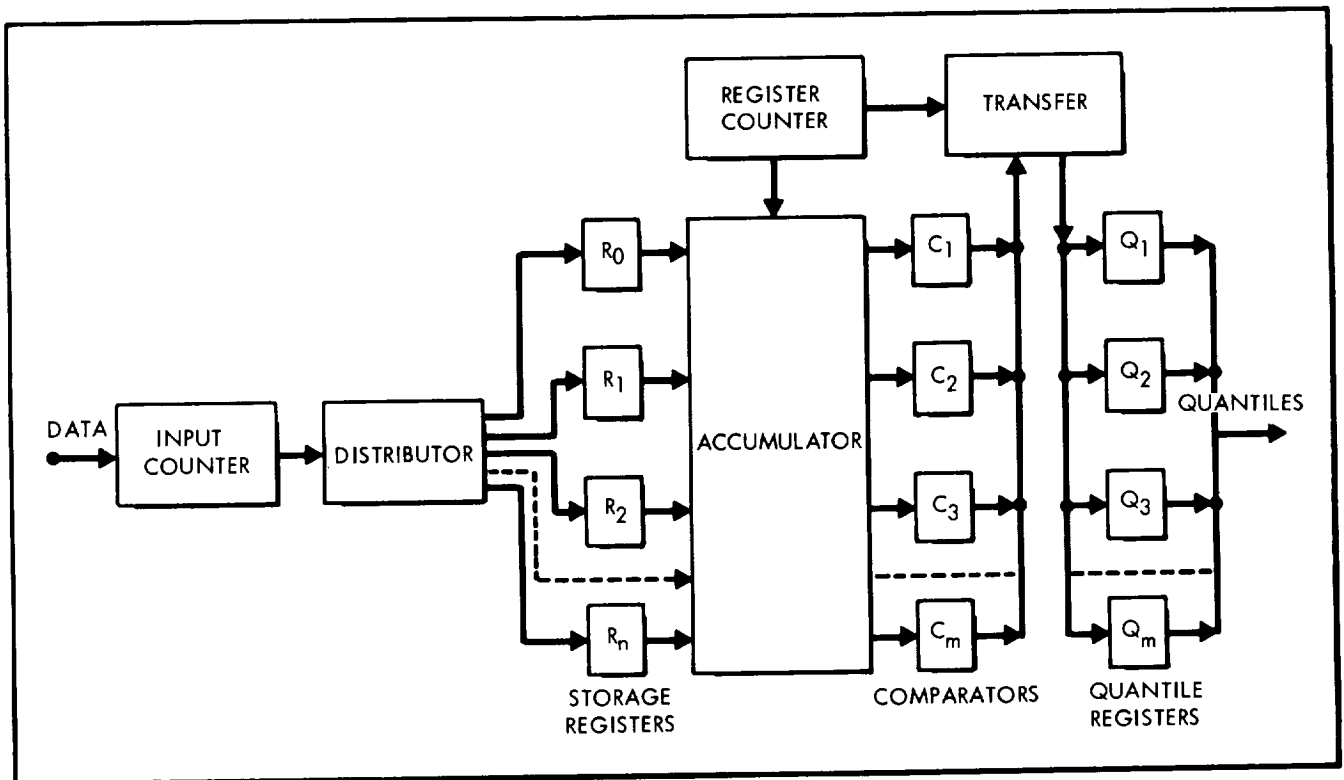 REGISTER
COUNTER
TRANSFER
R0
C1
Q1
R1
C2
Q2
QUANTILES
DATA
INPUT
COUNTER
DISTRIBUTOR
ACCUMULATOR
R2
C3
Q3
Rn
Cm
Qm
STORAGE
REGISTERS
COMPARATORS
QUANTILE
REGISTERS